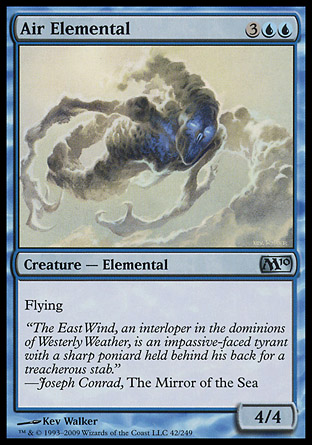 Air Elemental 3
Creature — Elemental M10
Flying
“The East Wind, an interloper in the dominions
of Westerly Weather, is an impassive-faced tyrant
with a sharp poniard held behind his back for a
treacherous stab.”
—Joseph Conrad, The Mirror of the Sea
Kev Walker
4/4
™ & © 1993–2009 Wizards of the Coast LLC 42/249